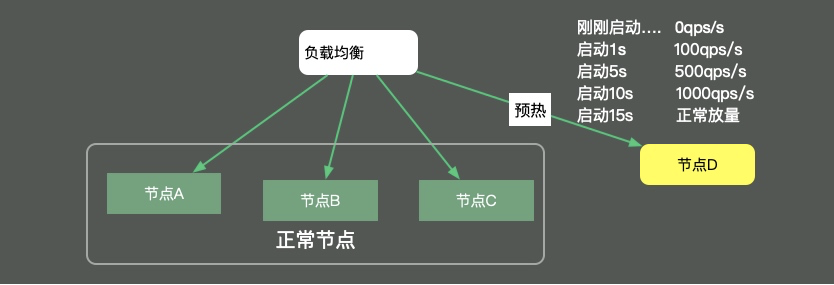 刚刚启动.... 0qps/s
启动1s 100qps/s
启动5s 500qps/s
启动10s 1000qps/s
启动15s 正常放量
负载均衡
预热
节点D
节点A
节点B
节点C
正常节点